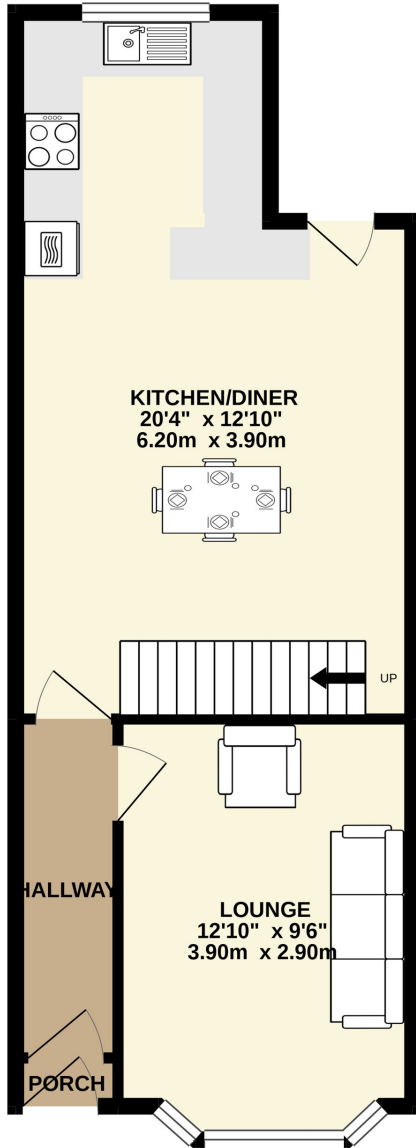 KITCHEN/DINER
20'4" x 12'10"
6.20m x 3.90m
UP
HALLWAY
LOUNGE
12'10" x 9'6"
3.90m x 2.90m
PORCH